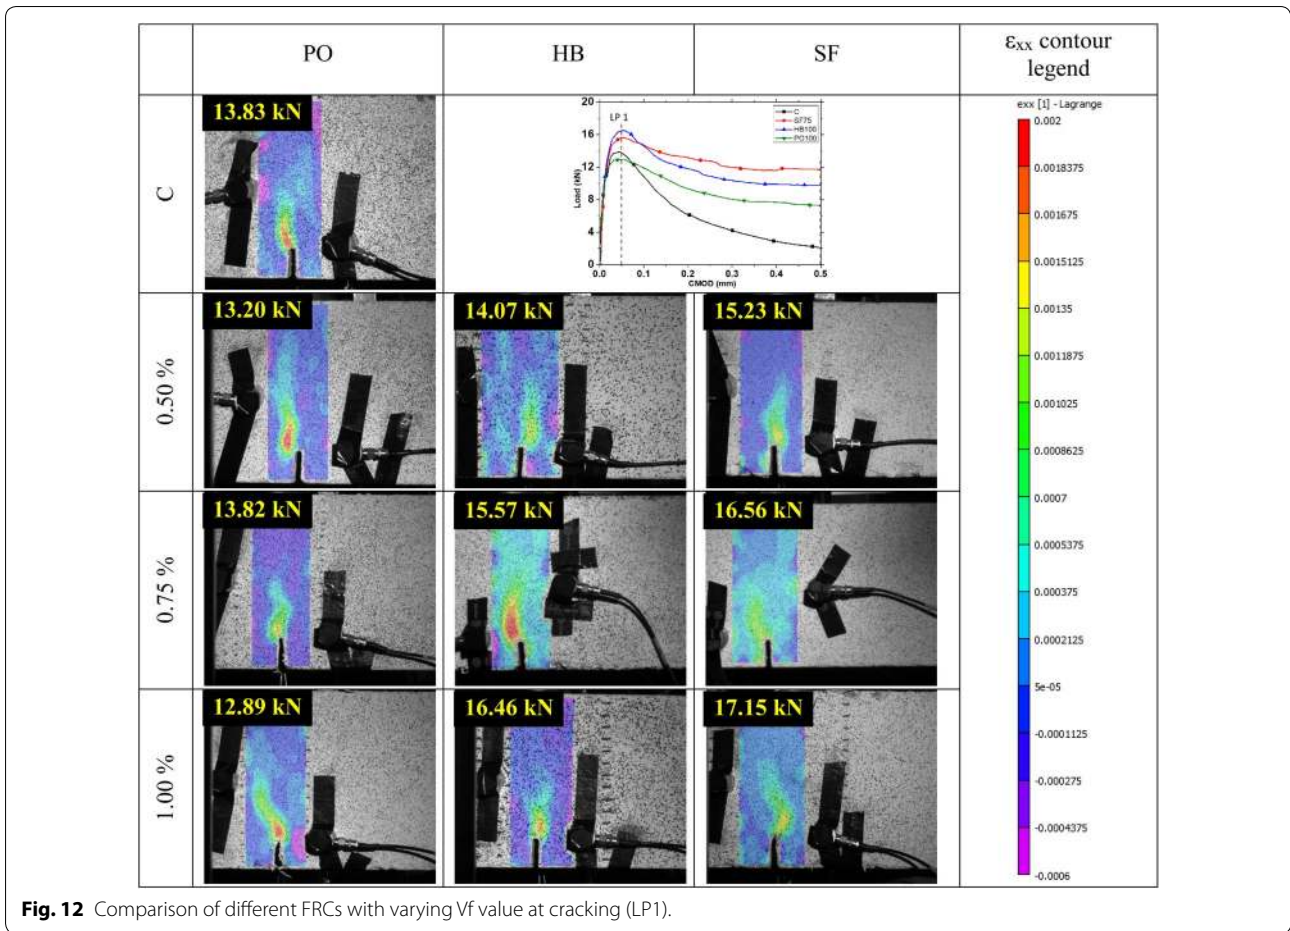 PO HB SF εxx contour
legend
C
13.83 kN
20
16
12
8
4
0
Load (kN)
LP 1
C
SF75
HB100
PO100
0.0 0.1 0.2 0.3 0.4 0.5
CMOD (mm)
exx [1] - Lagrange
0.002
0.0018375
0.001675
0.0015125
0.00135
0.0011875
0.001025
0.0008625
0.0007
0.0005375
0.000375
0.0002125
5e-05
-0.0001125
-0.000275
-0.0004375
-0.0006
0.50 %
13.20 kN 14.07 kN 15.23 kN
0.75 %
13.82 kN 15.57 kN 16.56 kN
1.00 %
12.89 kN 16.46 kN 17.15 kN
Fig. 12 Comparison of different FRCs with varying Vf value at cracking (LP1).